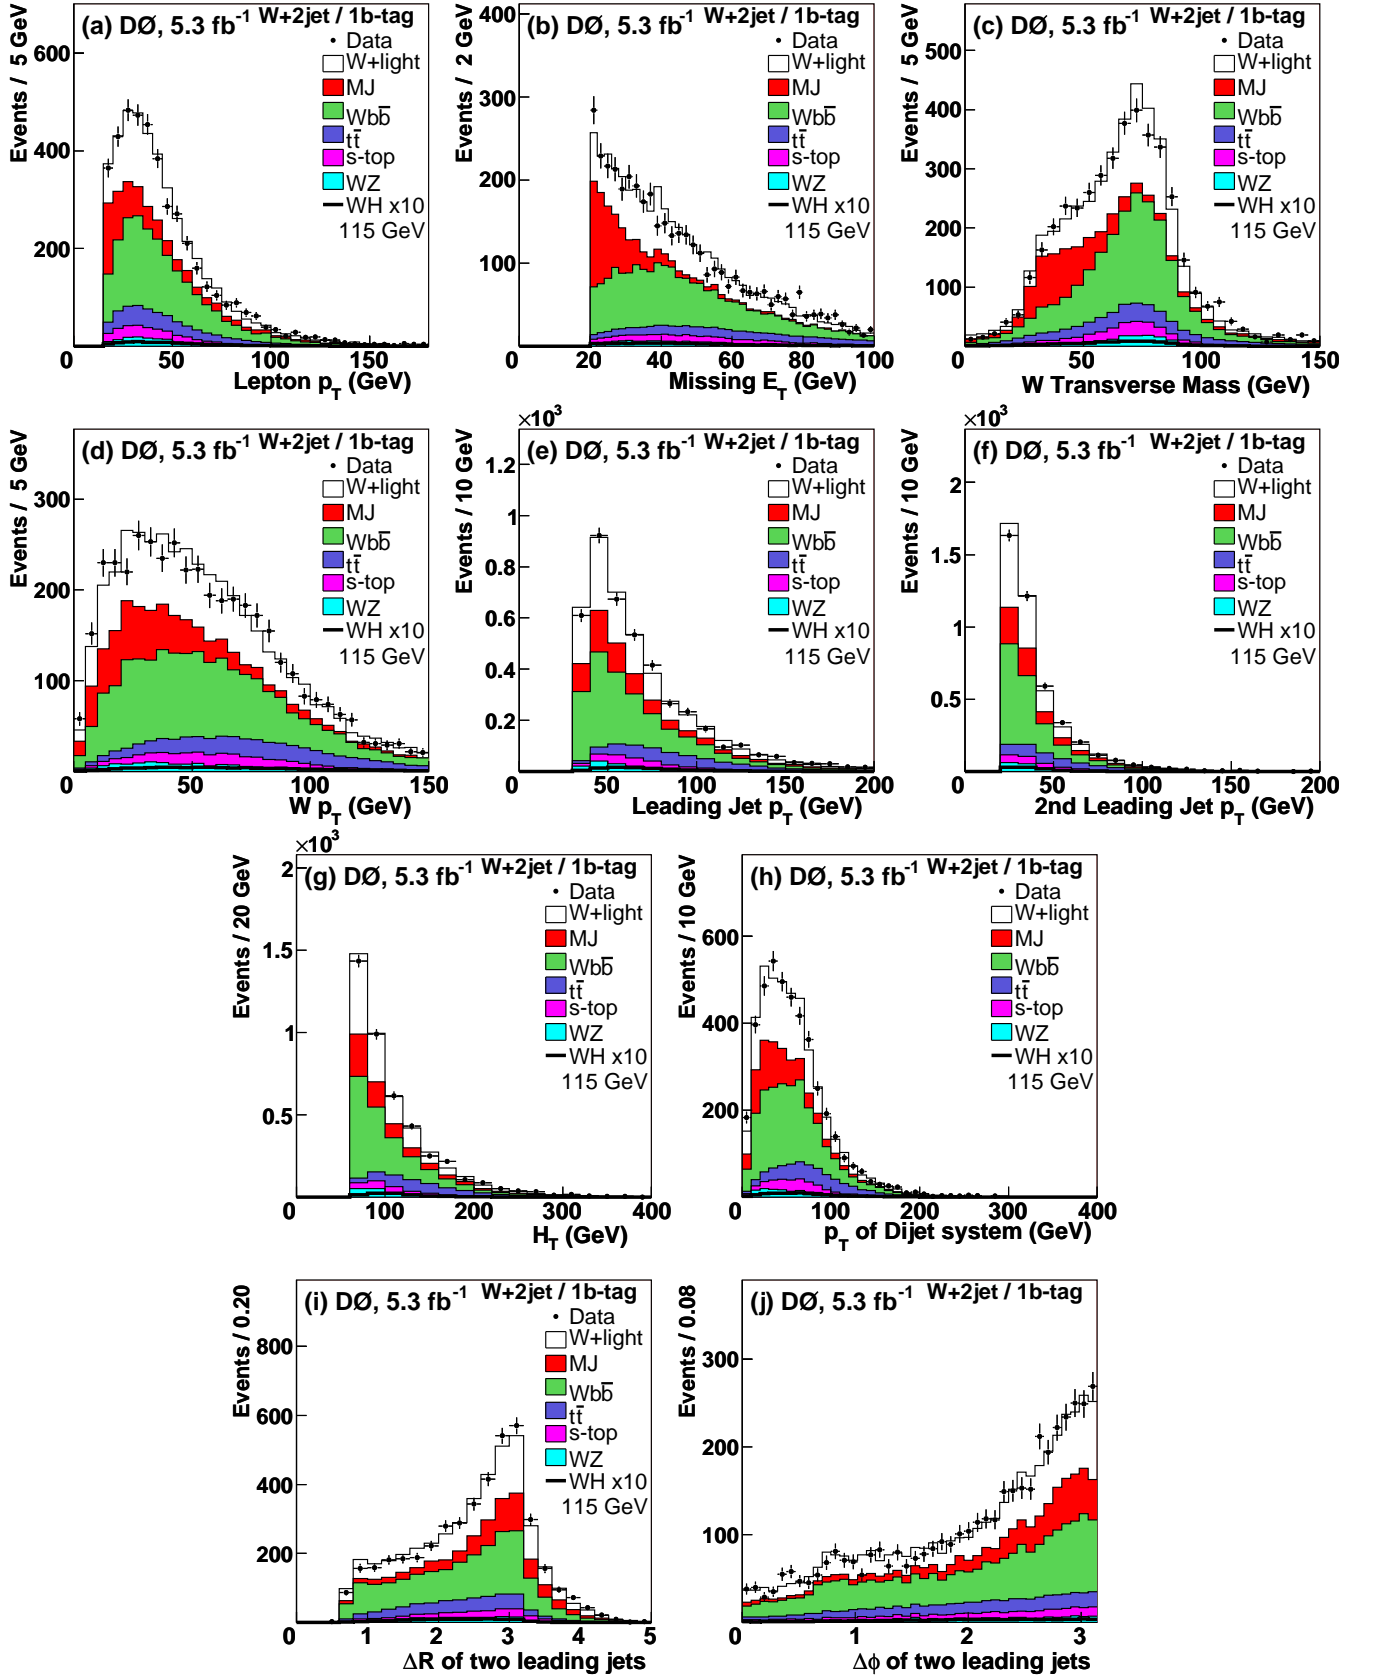 (a) DØ, 5.3 fb⁻¹ W+2jet / 1b-tag
Events / 5 GeV
600
400
200
Data
W+light
MJ
Wbb̅
tt̅
s-top
WZ
WH x10
115 GeV
0 50 100 150
Lepton p_T (GeV)
(b) DØ, 5.3 fb⁻¹ W+2jet / 1b-tag
Events / 2 GeV
400
300
200
100
Data
W+light
MJ
Wbb̅
tt̅
s-top
WZ
WH x10
115 GeV
0 20 40 60 80 100
Missing E_T (GeV)
(c) DØ, 5.3 fb⁻¹ W+2jet / 1b-tag
Events / 5 GeV
500
400
300
200
100
Data
W+light
MJ
Wbb̅
tt̅
s-top
WZ
WH x10
115 GeV
0 50 100 150
W Transverse Mass (GeV)
(d) DØ, 5.3 fb⁻¹ W+2jet / 1b-tag
Events / 5 GeV
300
200
100
Data
W+light
MJ
Wbb̅
tt̅
s-top
WZ
WH x10
115 GeV
0 50 100 150
W p_T (GeV)
×10³
(e) DØ, 5.3 fb⁻¹ W+2jet / 1b-tag
Events / 10 GeV
1.2
1
0.8
0.6
0.4
0.2
Data
W+light
MJ
Wbb̅
tt̅
s-top
WZ
WH x10
115 GeV
0 50 100 150 200
Leading Jet p_T (GeV)
×10³
(f) DØ, 5.3 fb⁻¹ W+2jet / 1b-tag
Events / 10 GeV
2
1.5
1
0.5
Data
W+light
MJ
Wbb̅
tt̅
s-top
WZ
WH x10
115 GeV
0 50 100 150 200
2nd Leading Jet p_T (GeV)
×10³
(g) DØ, 5.3 fb⁻¹ W+2jet / 1b-tag
Events / 20 GeV
2
1.5
1
0.5
Data
W+light
MJ
Wbb̅
tt̅
s-top
WZ
WH x10
115 GeV
0 100 200 300 400
H_T (GeV)
(h) DØ, 5.3 fb⁻¹ W+2jet / 1b-tag
Events / 10 GeV
600
400
200
Data
W+light
MJ
Wbb̅
tt̅
s-top
WZ
WH x10
115 GeV
0 100 200 300 400
p_T of Dijet system (GeV)
(i) DØ, 5.3 fb⁻¹ W+2jet / 1b-tag
Events / 0.20
800
600
400
200
Data
W+light
MJ
Wbb̅
tt̅
s-top
WZ
WH x10
115 GeV
0 1 2 3 4 5
ΔR of two leading jets
(j) DØ, 5.3 fb⁻¹ W+2jet / 1b-tag
Events / 0.08
300
200
100
0 1 2 3
Δϕ of two leading jets